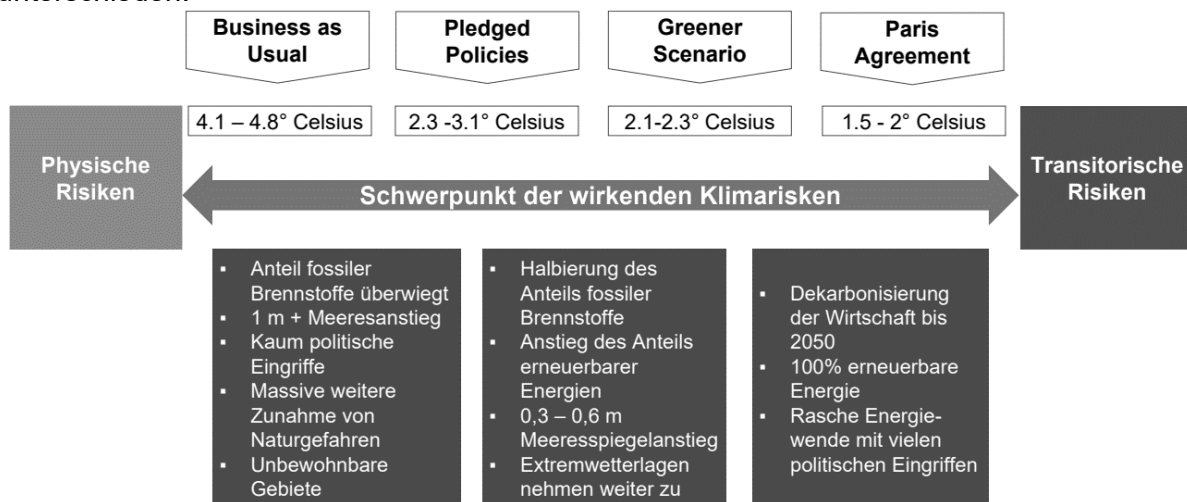 unterschieden.
Business as
Usual
Pledged
Policies
Greener
Scenario
Paris
Agreement
4.1 – 4.8° Celsius
2.3 -3.1° Celsius
2.1-2.3° Celsius
1.5 - 2° Celsius
Physische
Risiken
Schwerpunkt der wirkenden Klimarisken
Transitorische
Risiken
▪ Anteil fossiler
Brennstoffe überwiegt
▪ 1 m + Meeresanstieg
▪ Kaum politische
Eingriffe
▪ Massive weitere
Zunahme von
Naturgefahren
▪ Unbewohnbare
Gebiete
▪ Halbierung des
Anteils fossiler
Brennstoffe
▪ Anstieg des Anteils
erneuerbarer
Energien
▪ 0,3 – 0,6 m
Meeresspiegelanstieg
▪ Extremwetterlagen
nehmen weiter zu
▪ Dekarbonisierung
der Wirtschaft bis
2050
▪ 100% erneuerbare
Energie
▪ Rasche Energie-
wende mit vielen
politischen Eingriffen